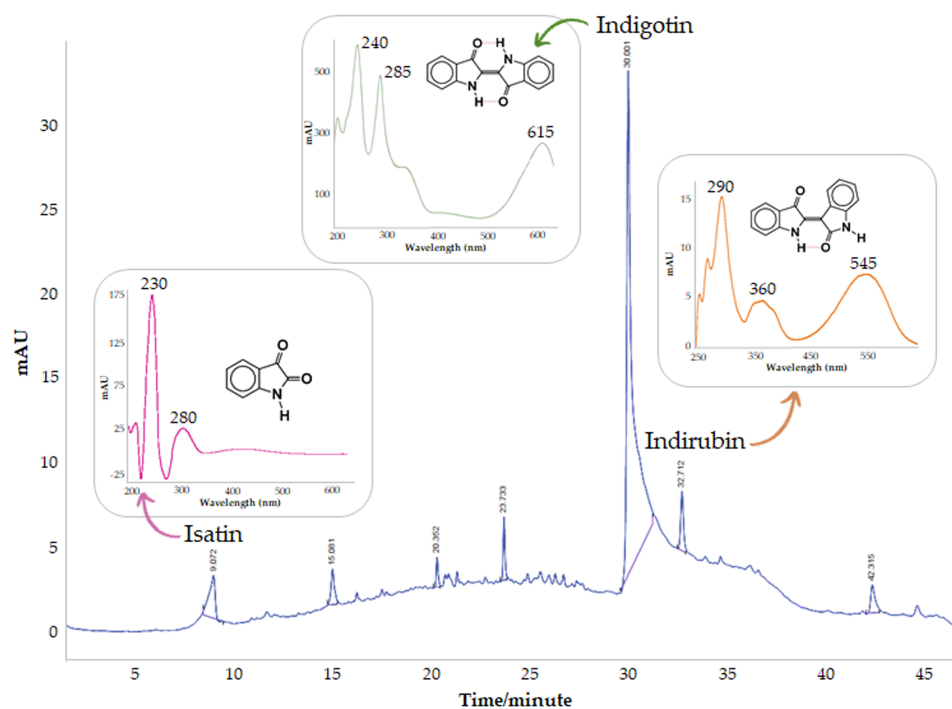 Indigotin
240
285
615
500
300
100
mAU
200
300
400
500
600
Wavelength (nm)
O
H
N
N
H
O
30.001
290
360
545
15
10
5
0
mAU
250
350
450
550
Wavelength (nm)
O
N
H
O
N
H
230
280
175
125
75
25
-25
mAU
200
300
400
500
600
Wavelength (nm)
O
O
N
H
Isatin
Indirubin
9.072
15.081
20.352
23.733
32.712
42.315
30
25
20
15
10
5
0
mAU
5
10
15
20
25
30
35
40
45
Time/minute